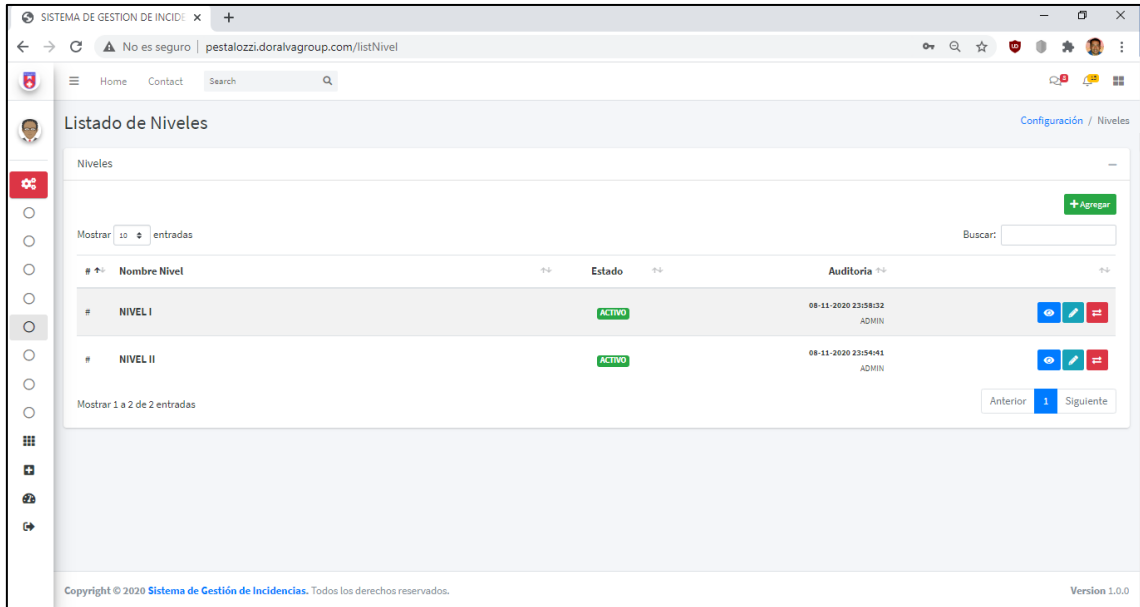 SISTEMA DE GESTION DE INCIDE
No es seguro | pestalozzi.doralvagroup.com/listNivel
Home Contact Search
Listado de Niveles
Configuración / Niveles
Niveles
+ Agregar
Mostrar 10 entradas
Buscar:
# Nombre Nivel Estado Auditoria
# NIVEL I ACTIVO 08-11-2020 23:58:32
ADMIN
# NIVEL II ACTIVO 08-11-2020 23:54:41
ADMIN
Mostrar 1 a 2 de 2 entradas
Anterior 1 Siguiente
Copyright © 2020 Sistema de Gestión de Incidencias. Todos los derechos reservados.
Version 1.0.0